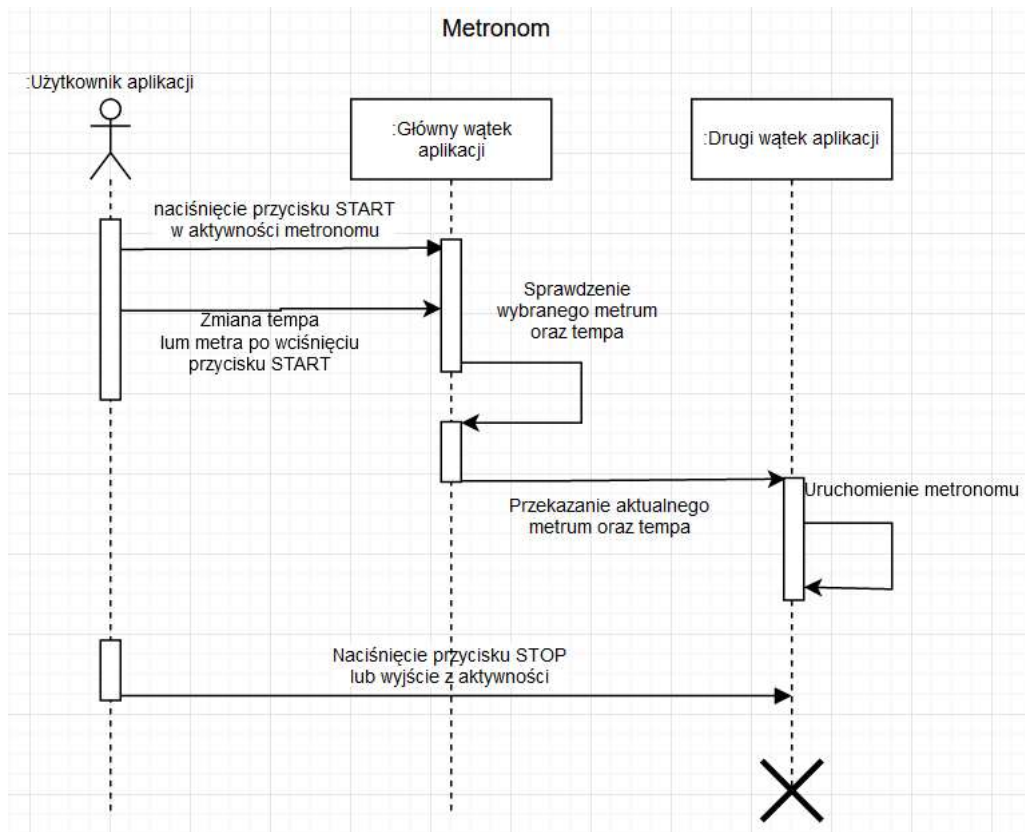 Metronom
:Użytkownik aplikacji
:Główny wątek
aplikacji
:Drugi wątek aplikacji
naciśnięcie przycisku START
w aktywności metronomu
Sprawdzenie
wybranego metrum
oraz tempa
Zmiana tempa
lum metra po wciśnięciu
przycisku START
Uruchomienie metronomu
Przekazanie aktualnego
metrum oraz tempa
Naciśnięcie przycisku STOP
lub wyjście z aktywności